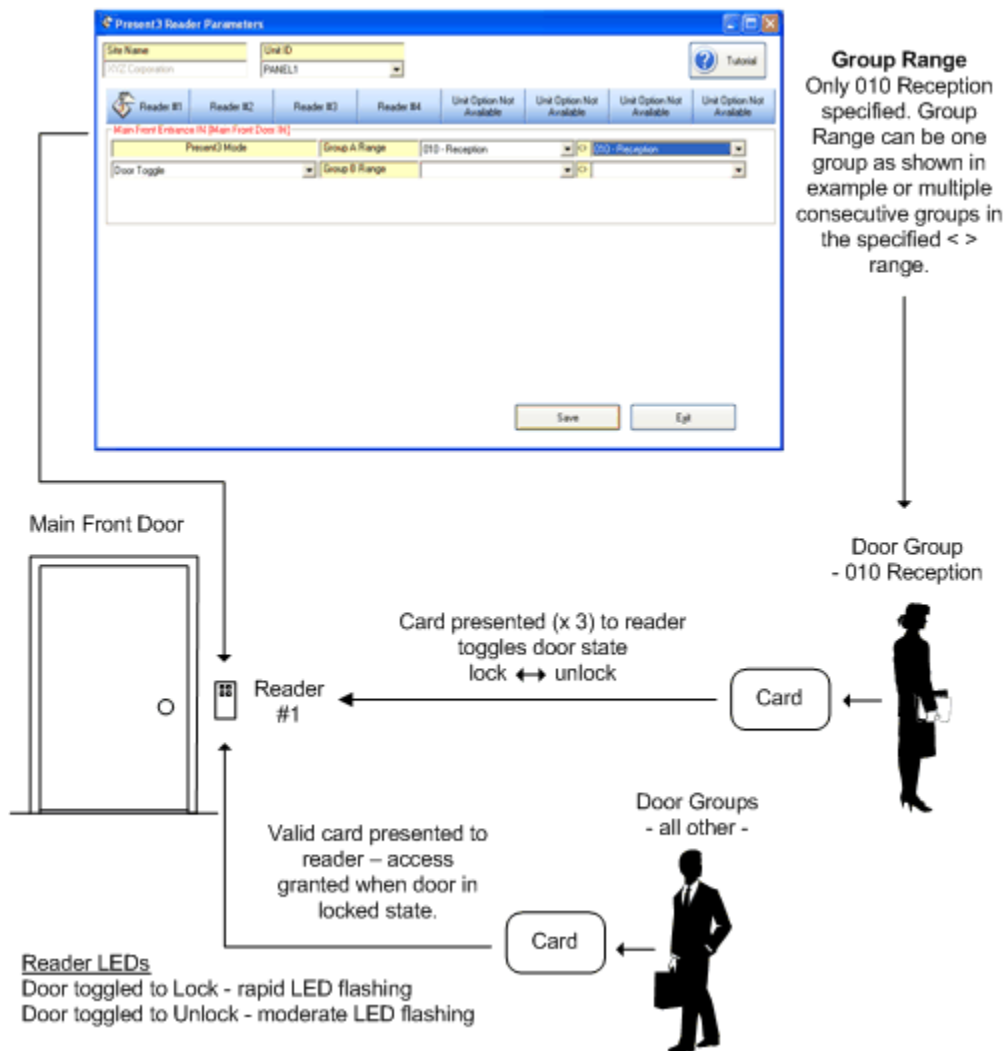 Present3 Reader Parameters
Site Name
Unit ID
XYZ Corporation
PANEL1
Tutorial
Reader #1
Reader #2
Reader #3
Reader #4
Unit Option Not Available
Unit Option Not Available
Unit Option Not Available
Unit Option Not Available
Main Front Entrance IN [Main Front Door IN]
Present3 Mode
Group A Range
010 - Reception
<>
010 - Reception
Door Toggle
Group B Range
<>
Save
Exit
Group Range
Only 010 Reception
specified. Group
Range can be one
group as shown in
example or multiple
consecutive groups in
the specified < >
range.
Main Front Door
Door Group
- 010 Reception
Card presented (x 3) to reader
toggles door state
lock ↔ unlock
Reader
#1
Card
Door Groups
- all other -
Valid card presented to
reader – access
granted when door in
locked state.
Card
Reader LEDs
Door toggled to Lock - rapid LED flashing
Door toggled to Unlock - moderate LED flashing